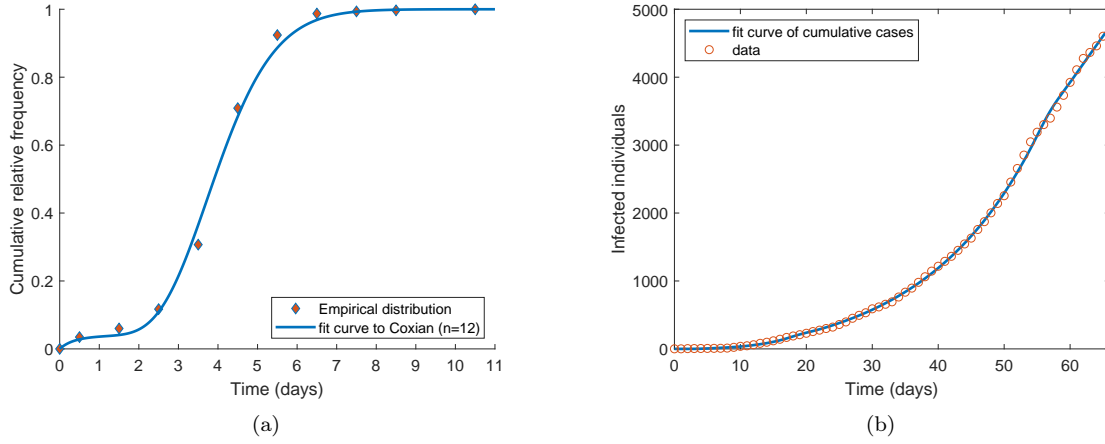 1
0.8
0.6
0.4
0.2
0
Cumulative relative frequency
Empirical distribution
fit curve to Coxian (n=12)
0 1 2 3 4 5 6 7 8 9 10 11
Time (days)
(a)
5000
4000
3000
2000
1000
0
Infected individuals
fit curve of cumulative cases
data
0 10 20 30 40 50 60
Time (days)
(b)